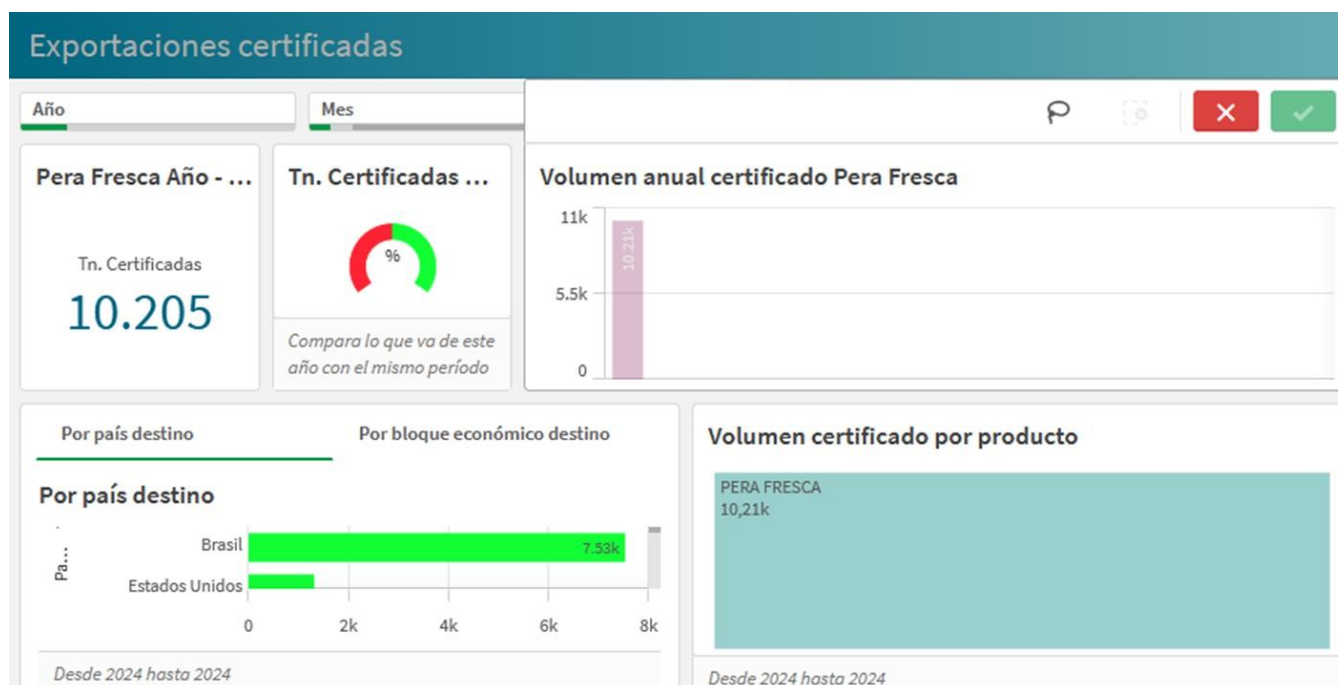 Exportaciones certificadas
Año
Mes
Pera Fresca Año - ...
Tn. Certificadas
10.205
Tn. Certificadas ...
%
Compara lo que va de este
año con el mismo período
Volumen anual certificado Pera Fresca
11k
5.5k
0
10.21k
Por país destino
Por bloque económico destino
Por país destino
Pa...
Brasil
7.53k
Estados Unidos
0 2k 4k 6k 8k
Desde 2024 hasta 2024
Volumen certificado por producto
PERA FRESCA
10,21k
Desde 2024 hasta 2024